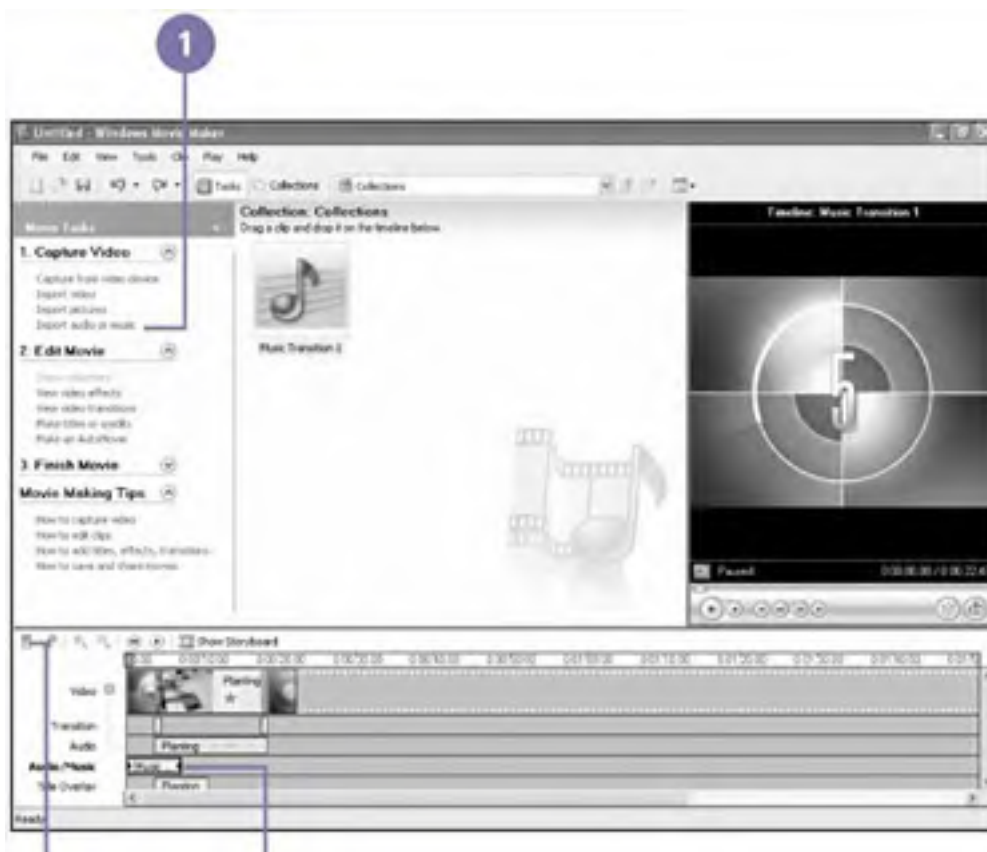 1
Untitled - Windows Movie Maker
File Edit View Tools Clip Play Help
Tasks Collections Collections
Movie Tasks
Collection: Collections
Drag a clip and drop it on the timeline below.
Timeline: Music Transition 1
1. Capture Video
Capture from video device
Import video
Import pictures
Import audio or music
Music Transition 1
5
2. Edit Movie
Show collections
View video effects
View video transitions
Make titles or credits
Make an AutoMovie
3. Finish Movie
Movie Making Tips
How to capture video
How to edit clips
How to add titles, effects, transitions
How to save and share movies
Paused
Show Storyboard
Video
Planting
Transition
Audio
Planting
Audio/Music
Music
Title Overlay
Planting
Ready